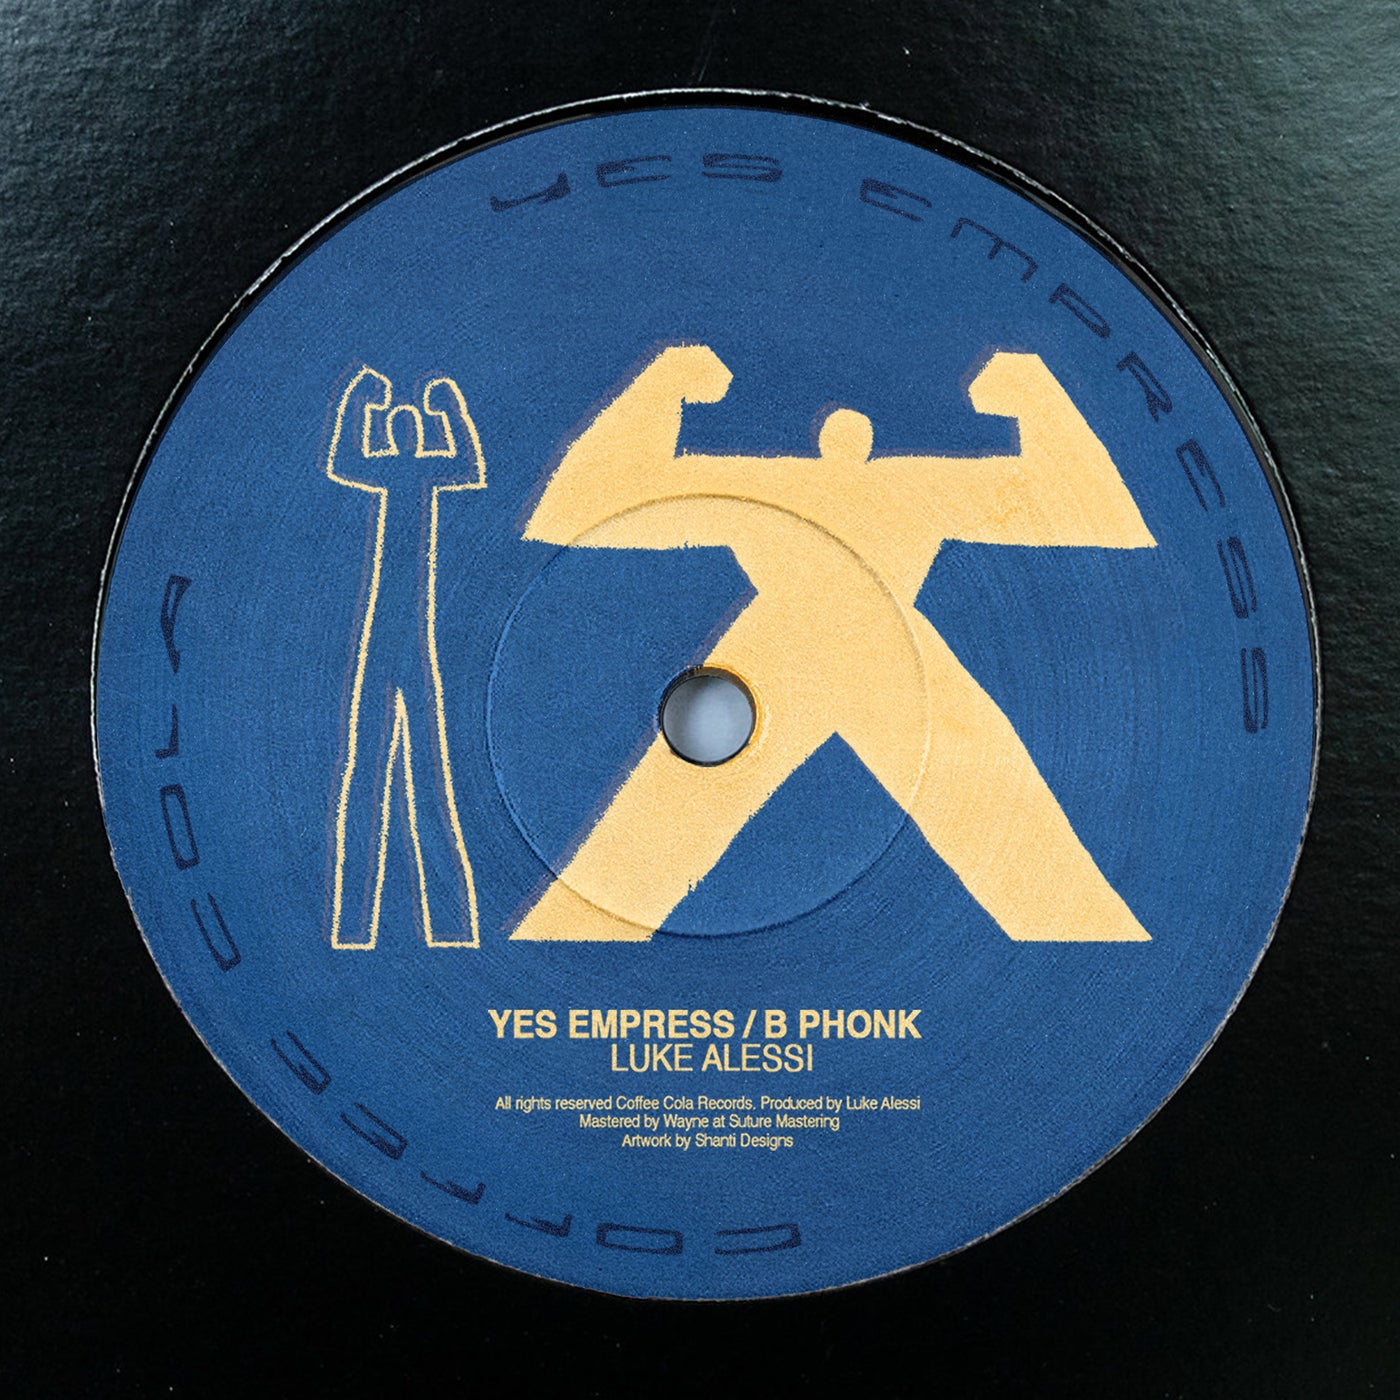 YES EMPRESS
COFFEE COLA
YES EMPRESS / B PHONK
LUKE ALESSI
All rights reserved Coffee Cola Records. Produced by Luke Alessi
Mastered by Wayne at Suture Mastering
Artwork by Shanti Designs